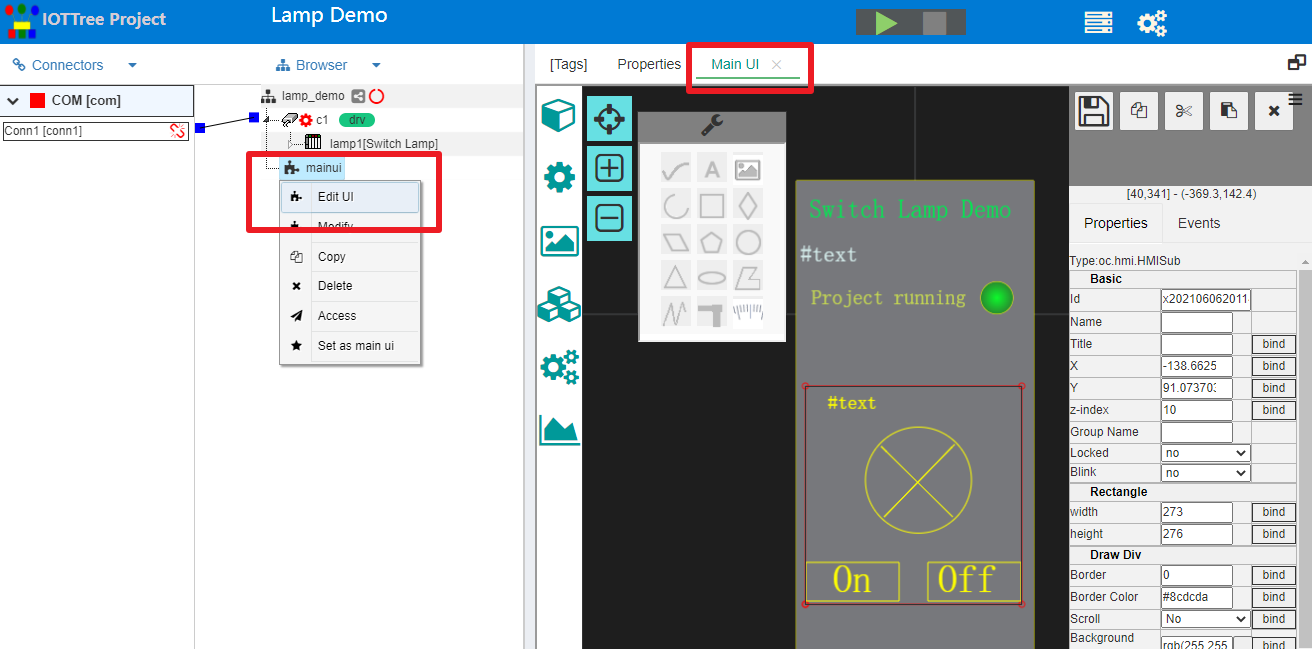 IOTTree Project
Lamp Demo
Connectors
Browser
[Tags]
Properties
Main UI
COM [com]
Conn1 [conn1]
lamp_demo
c1
drv
lamp1[Switch Lamp]
mainui
Edit UI
Modify
Copy
Delete
Access
Set as main ui
A
Switch Lamp Demo
#text
Project running
#text
On
Off
[40,341] - (-369.3,142.4)
Properties
Events
Type:oc.hmi.HMISub
Basic
Id
x20210606201
Name
Title
bind
X
-138.6625
bind
Y
bind
z-index
10
bind
Group Name
Locked
no
Blink
no
Rectangle
width
273
bind
height
276
bind
Draw Div
Border
0
bind
Border Color
#8cdcda
bind
Scroll
No
bind
Background
rgb(255,255
bind